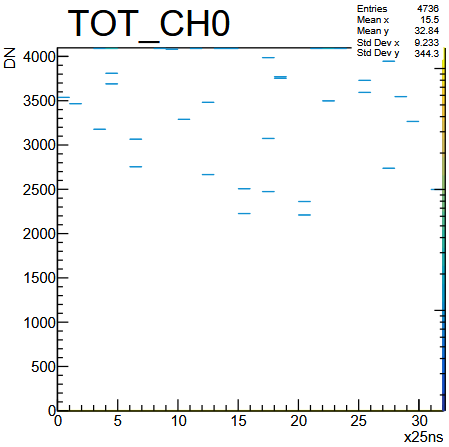 TOT_CH0
Entries 4736
Mean x 15.5
Mean y 32.84
Std Dev x 9.233
Std Dev y 344.3
DN
4000
3500
3000
2500
2000
1500
1000
500
0
0 5 10 15 20 25 30
x25ns